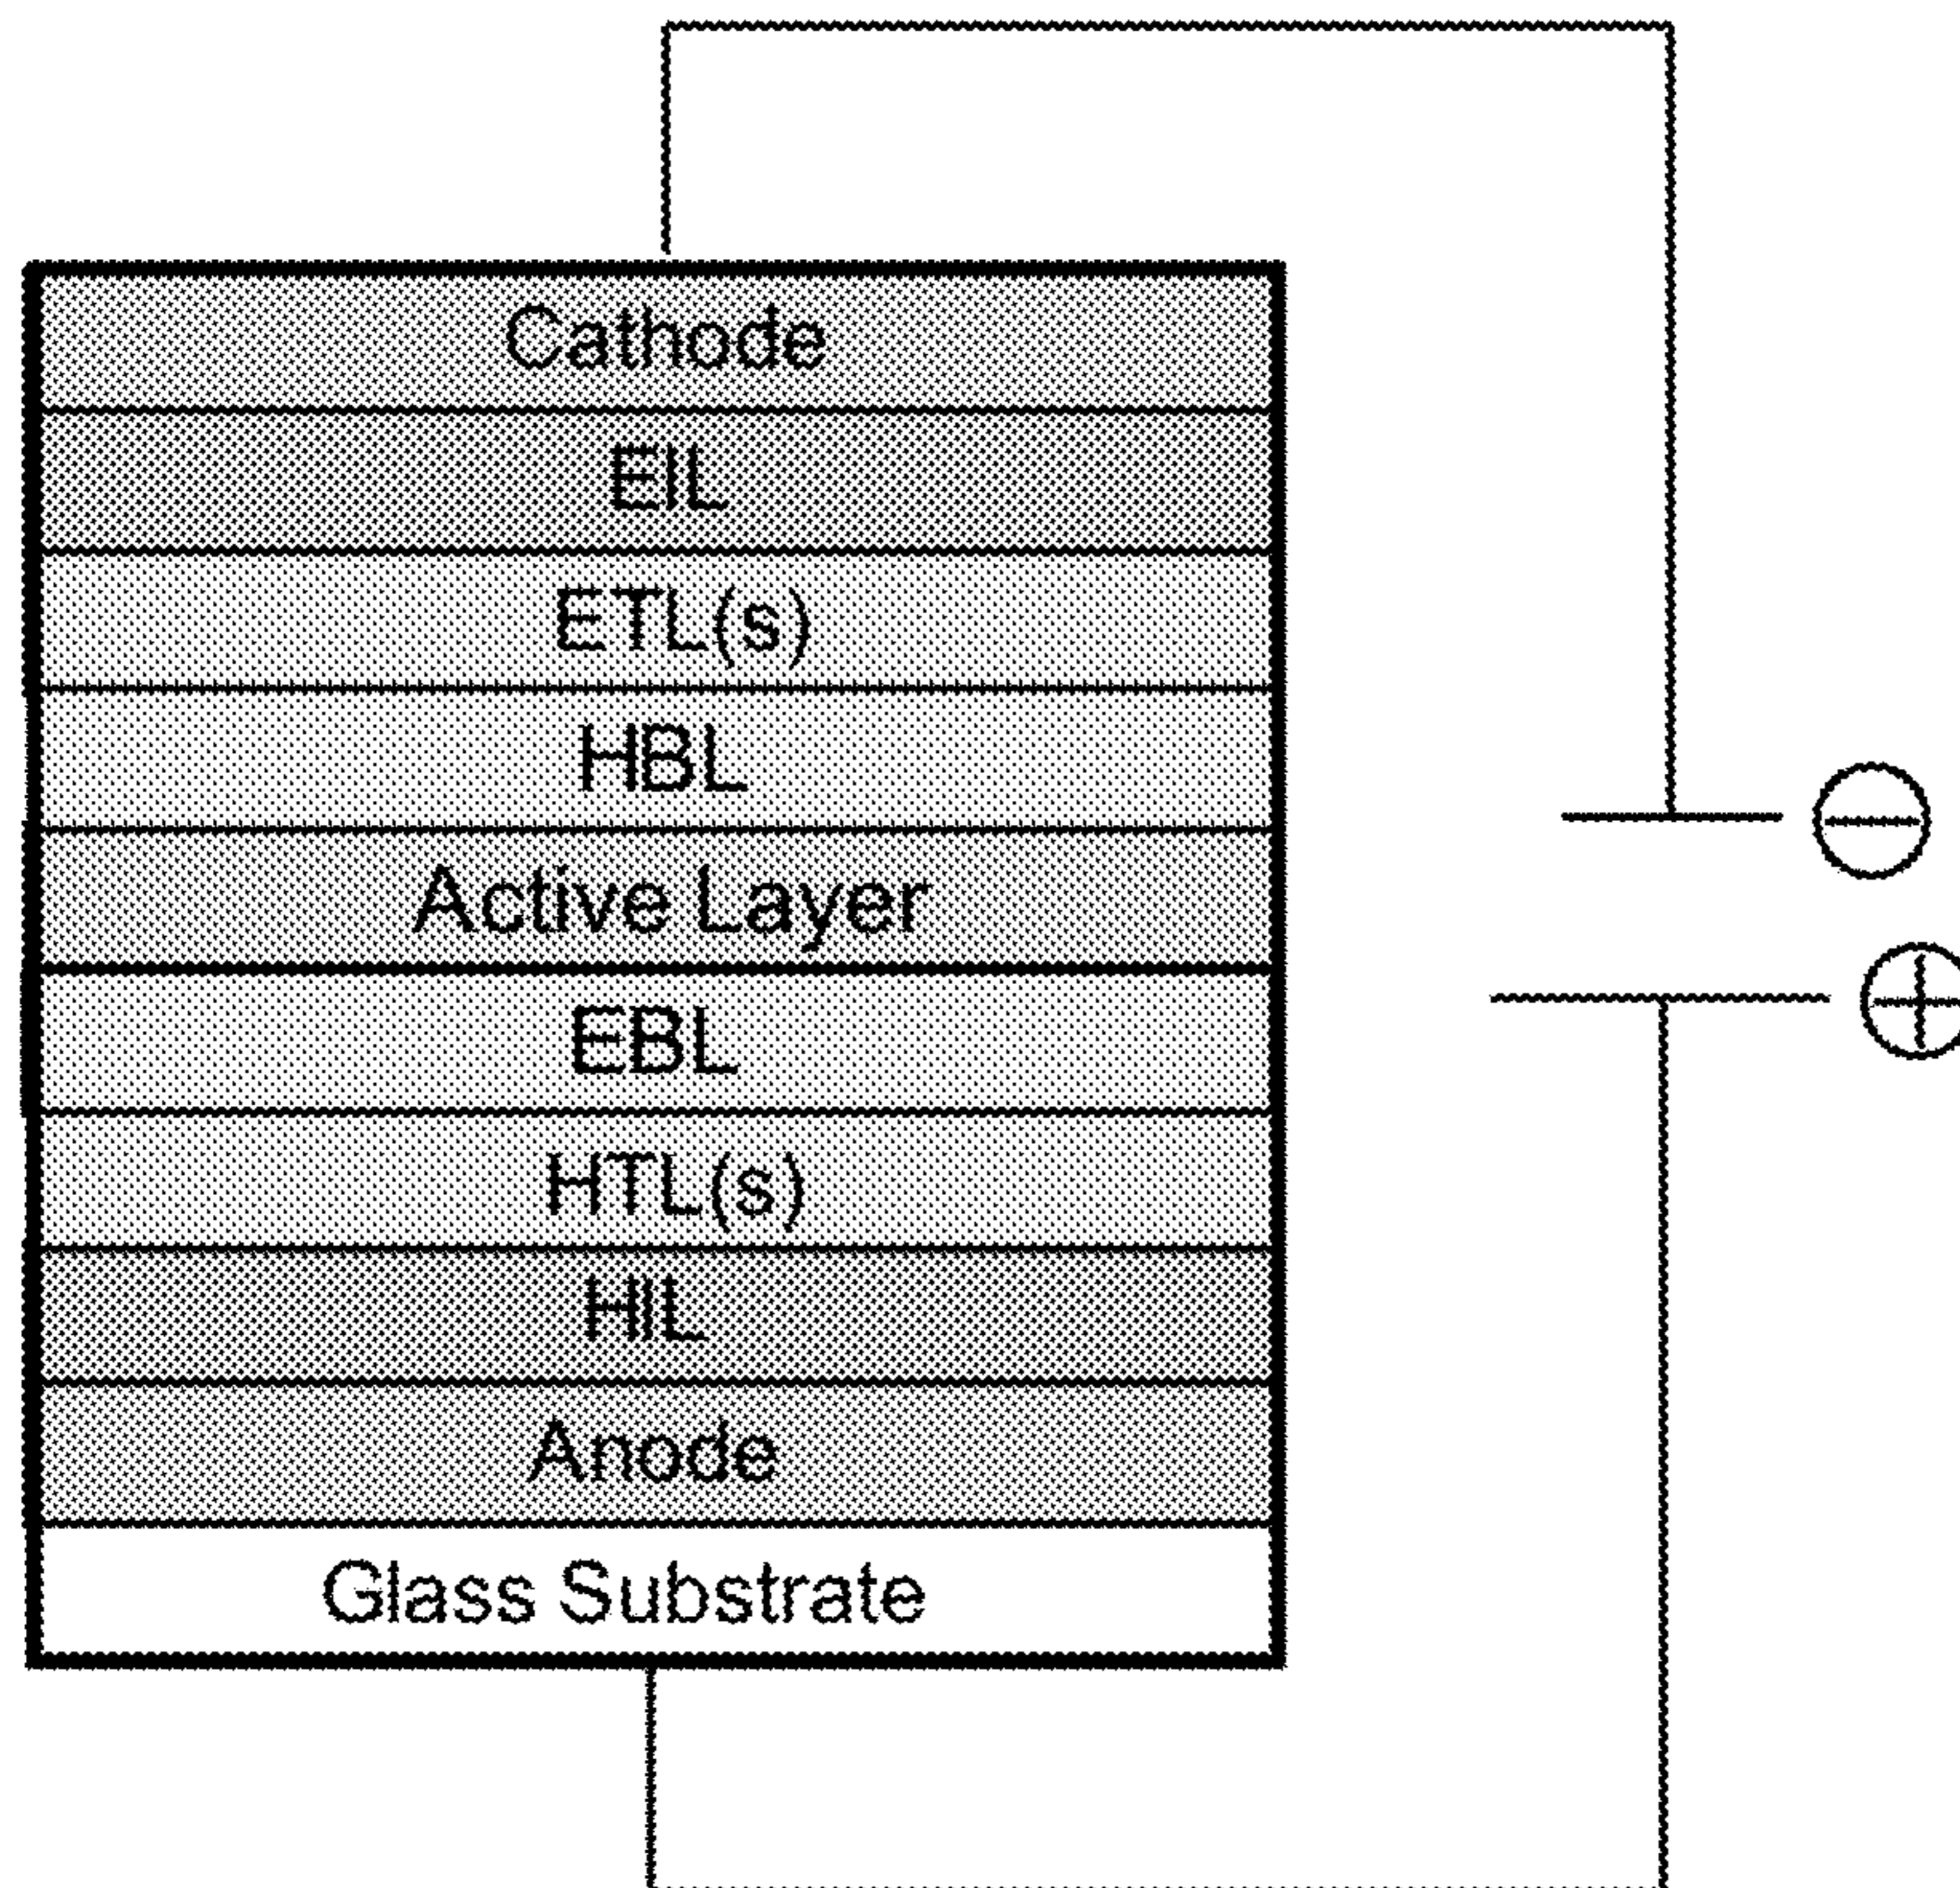 Cathode
EIL
ETL(s)
HBL
Active Layer
EBL
HTL(s)
HIL
Anode
Glass Substrate